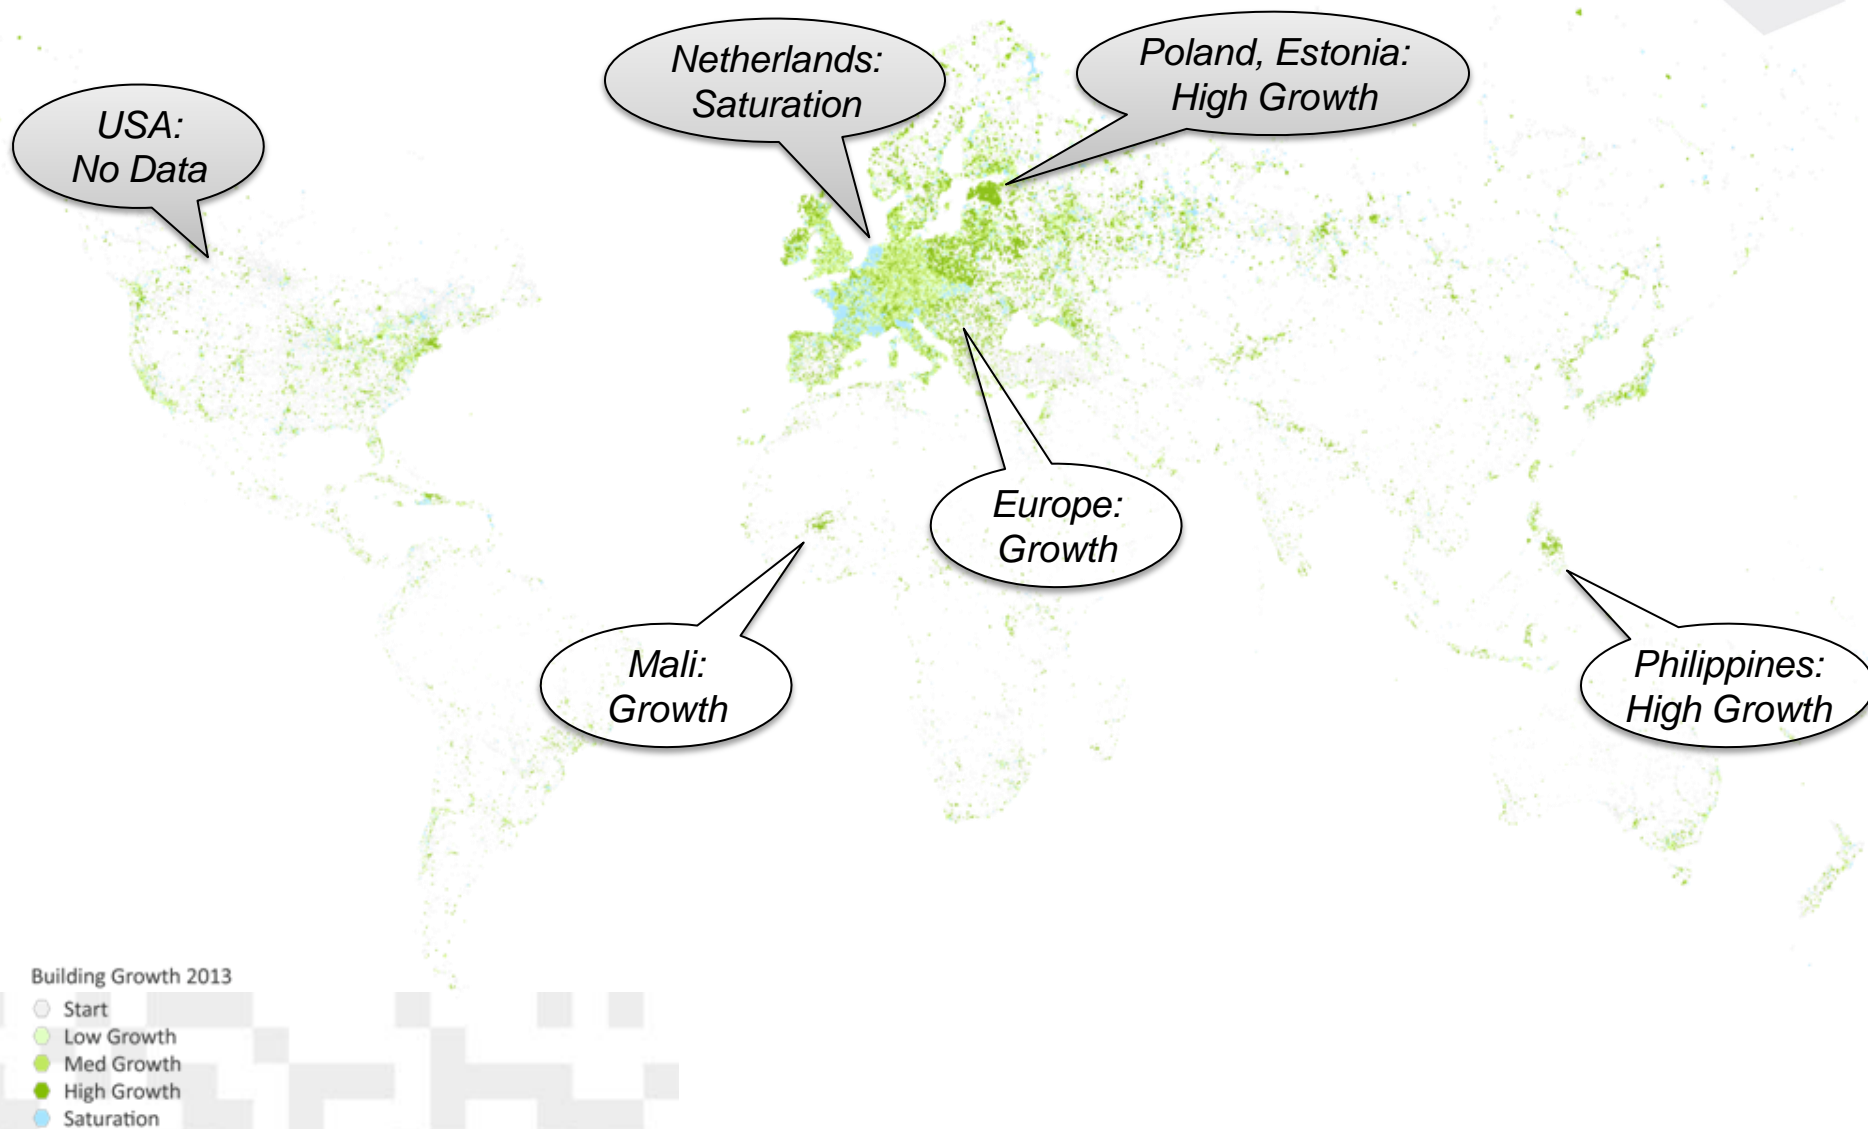 USA:
No Data
Netherlands:
Saturation
Poland, Estonia:
High Growth
Europe:
Growth
Mali:
Growth
Philippines:
High Growth
Building Growth 2013
Start
Low Growth
Med Growth
High Growth
Saturation